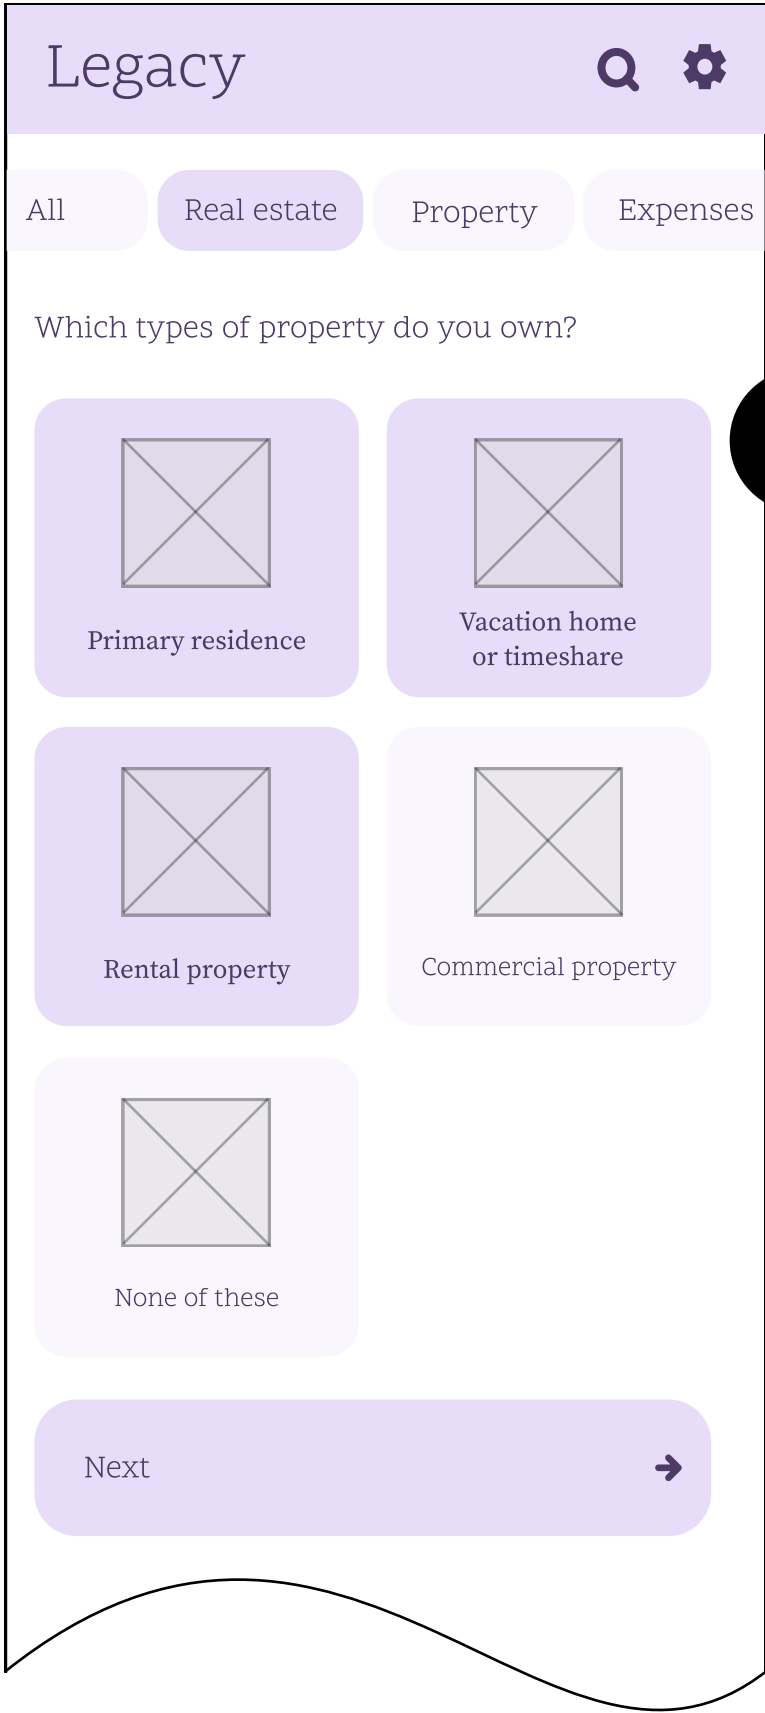 Legacy
All
Real estate
Property
Expenses
Which types of property do you own?
Primary residence
Vacation home
or timeshare
Rental property
Commercial property
None of these
Next